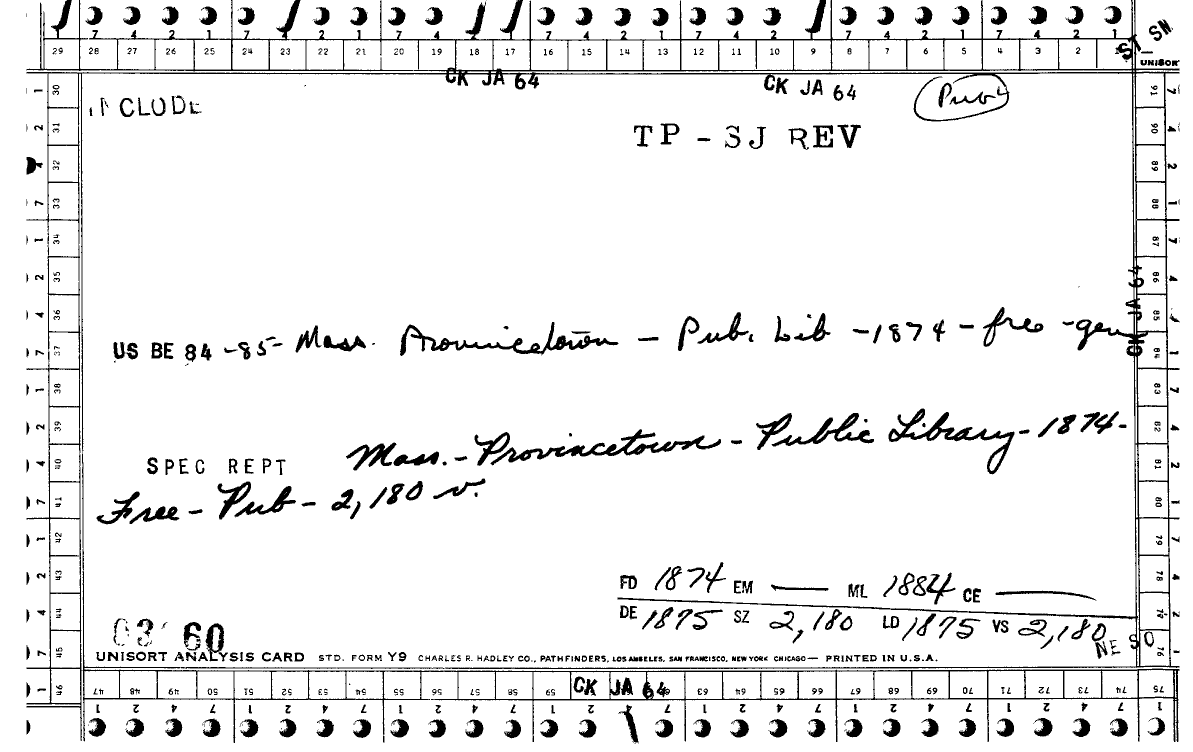 7 4 2 1 7 4 2 1 7 4 2 1 7 4 2 1 7 4 2 1 7 4 2 1 7 4 2 1
29 28 27 26 25 24 23 22 21 20 19 18 17 16 15 14 13 12 11 10 9 8 7 6 5 4 3 2 1
ST_SN
UNISORT
CK JA 64 CK JA 64
INCLUDE
Pub
TP - SJ REV
CK JA 64
US BE 84-85- Mass. Provincetown - Pub. Lib - 1874 - free - gen
SPEC REPT Mass. - Provincetown - Public Library - 1874 -
Free - Pub - 2,180 v.
FD 1874 EM — ML 1884 CE —
DE 1875 SZ 2,180 LD 1875 VS 2,180
NE SO
03 60
UNISORT ANALYSIS CARD STD. FORM Y9 CHARLES R. HADLEY CO., PATHFINDERS, LOS ANGELES, SAN FRANCISCO, NEW YORK CHICAGO — PRINTED IN U.S.A.
30 31 32 33 34 35 36 37 38 39 40 41 42 43 44 45
91 90 89 88 87 86 85 84 83 82 81 80 79 78 77 76
46 47 48 49 50 51 52 53 54 55 56 57 58 59 CK JA 64 63 64 65 66 67 68 69 70 71 72 73 74 75